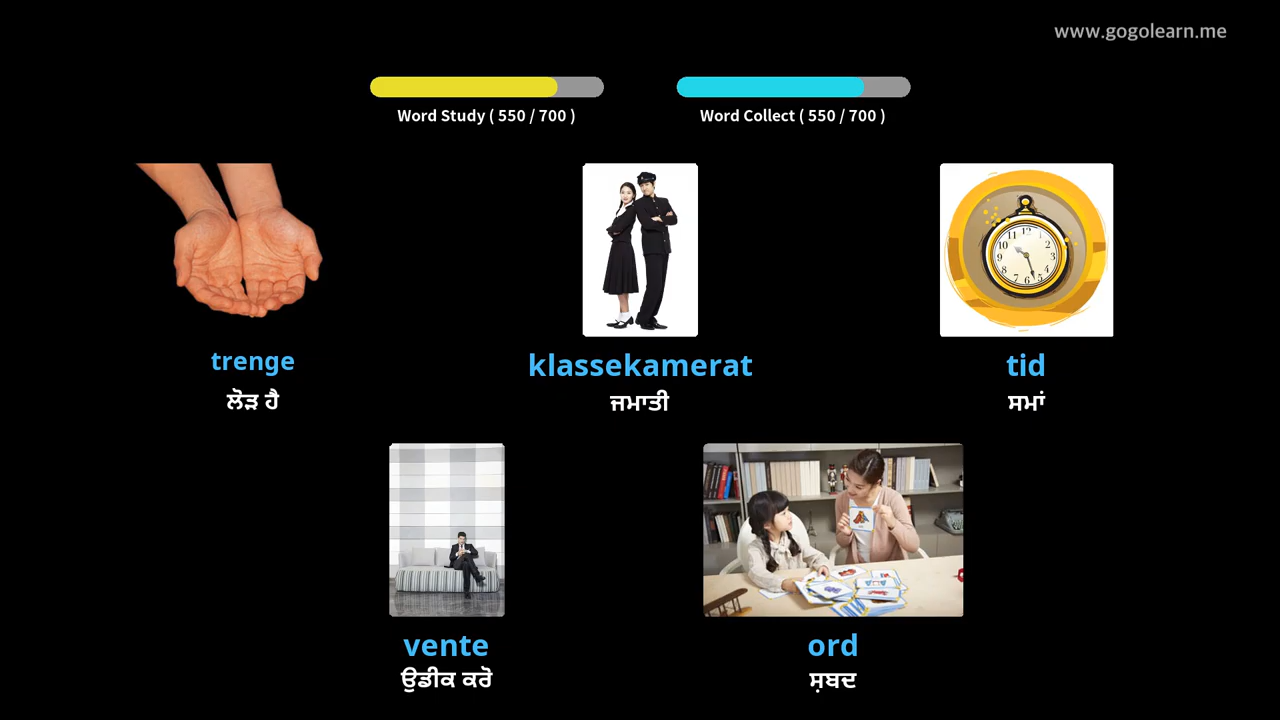 www.gogolearn.me
Word Study ( 550 / 700 )
Word Collect ( 550 / 700 )
trenge
ਲੋੜ ਹੈ
klassekamerat
ਜਮਾਤੀ
tid
ਸਮਾਂ
vente
ਉਡੀਕ ਕਰੋ
ord
ਸ਼ਬਦ